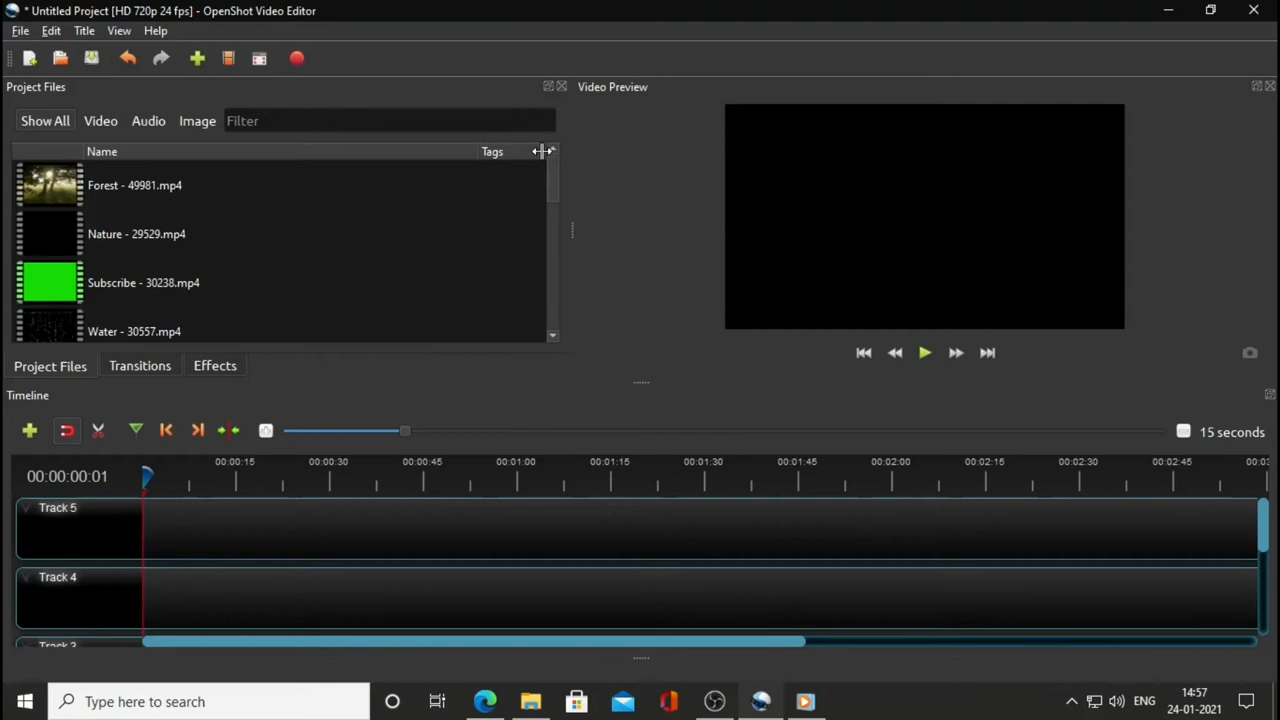 * Untitled Project [HD 720p 24 fps] - OpenShot Video Editor
File Edit Title View Help
Project Files
Video Preview
Show All Video Audio Image Filter
Name Tags
Forest - 49981.mp4
Nature - 29529.mp4
Subscribe - 30238.mp4
Water - 30557.mp4
Project Files Transitions Effects
Timeline
15 seconds
00:00:00:01
00:00:15 00:00:30 00:00:45 00:01:00 00:01:15 00:01:30 00:01:45 00:02:00 00:02:15 00:02:30 00:02:45
Track 5
Track 4
Track 3
Type here to search
ENG
14:57
24-01-2021